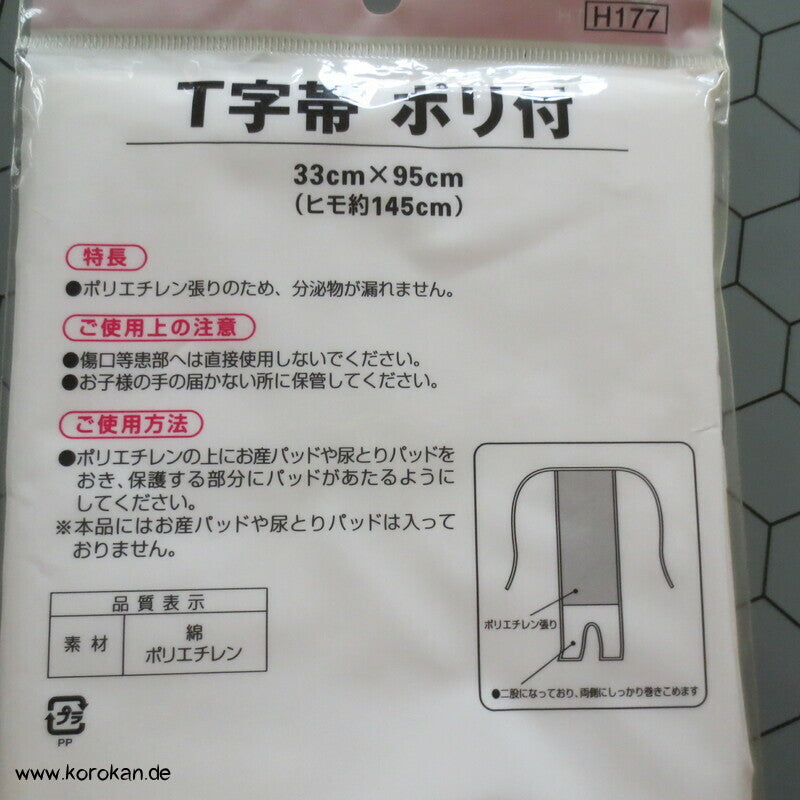 H177
T字帯 ポリ付
33cm×95cm
(ヒモ約145cm)
特長
●ポリエチレン張りのため、分泌物が漏れません。
ご使用上の注意
●傷口等患部へは直接使用しないでください。
●お子様の手の届かない所に保管してください。
ご使用方法
●ポリエチレンの上にお産パッドや尿とりパッドを
おき、保護する部分にパッドがあたるように
してください。
※本品にはお産パッドや尿とりパッドは入って
おりません。
品質表示
素材
綿
ポリエチレン
ポリエチレン張り
●二股になっており、両側にしっかり巻きこめます
プラ
PP
www.korokan.de